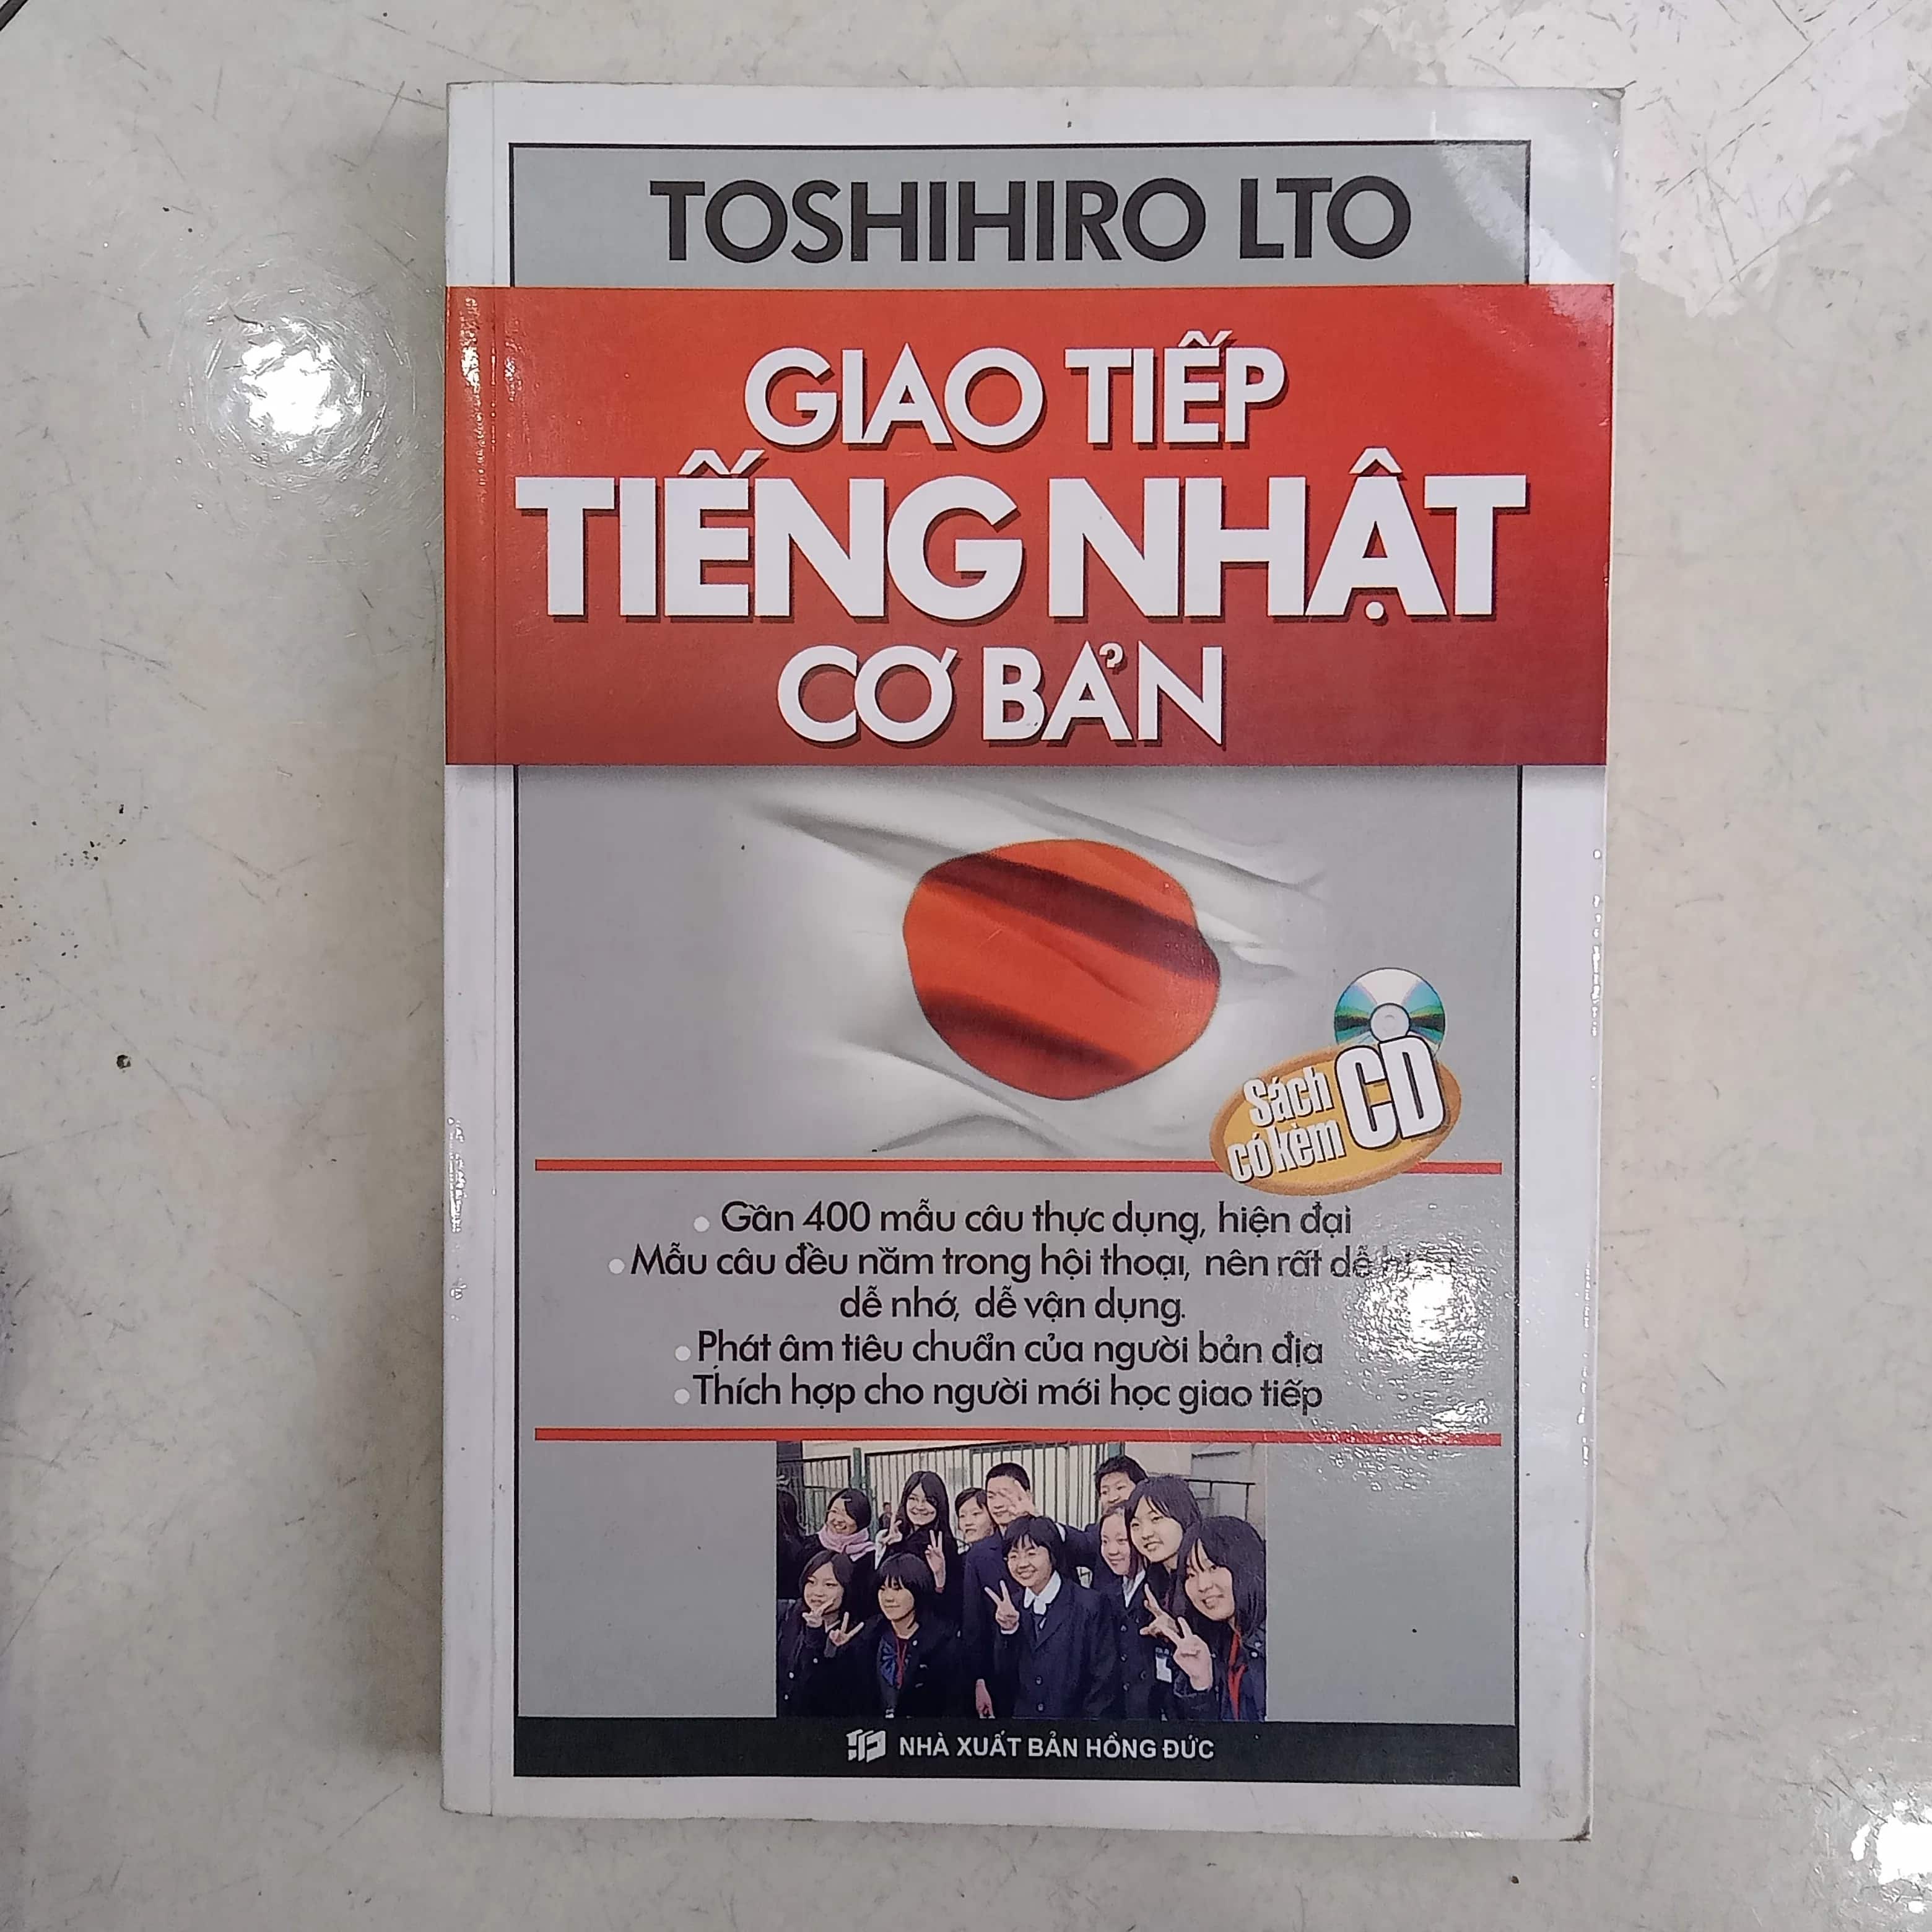 TOSHIHIRO LTO
GIAO TIẾP
TIẾNG NHẬT
CƠ BẢN
Sách
có kèm CD
Gần 400 mẫu câu thực dụng, hiện đại
Mẫu câu đều năm trong hội thoại, nên rất dễ
dễ nhớ, dễ vận dụng.
Phát âm tiêu chuẩn của người bản địa
Thích hợp cho người mới học giao tiếp
NHÀ XUẤT BẢN HỒNG ĐỨC